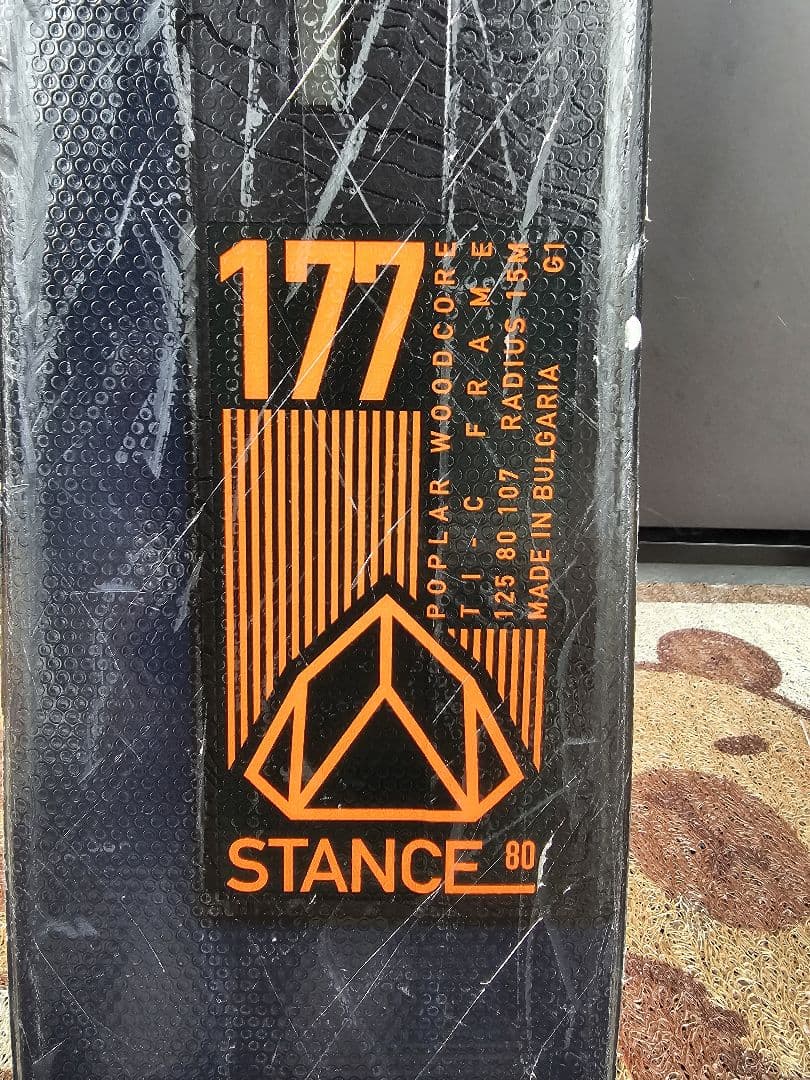 177
POPLAR WOODCORE
TI-C FRAME
125 80 107 RADIUS 15M
MADE IN BULGARIA G1
STANCE 80